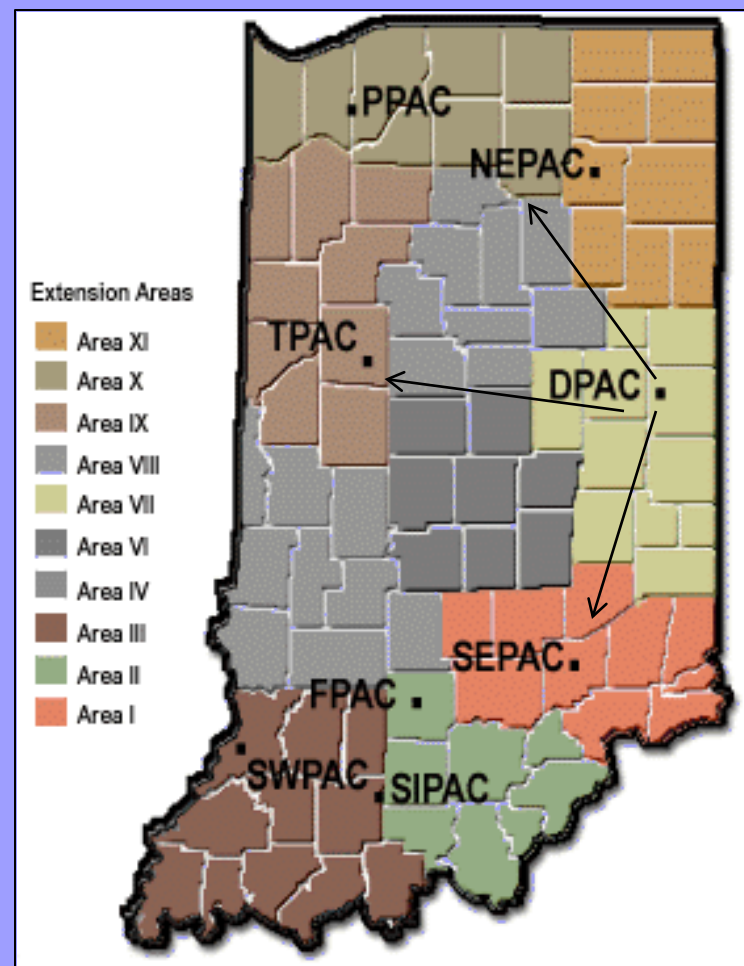 PPAC
NEPAC
Extension Areas
Area XI
Area X
Area IX
Area VIII
Area VII
Area VI
Area IV
Area III
Area II
Area I
TPAC
DPAC
SEPAC
FPAC
SWPAC
SIPAC